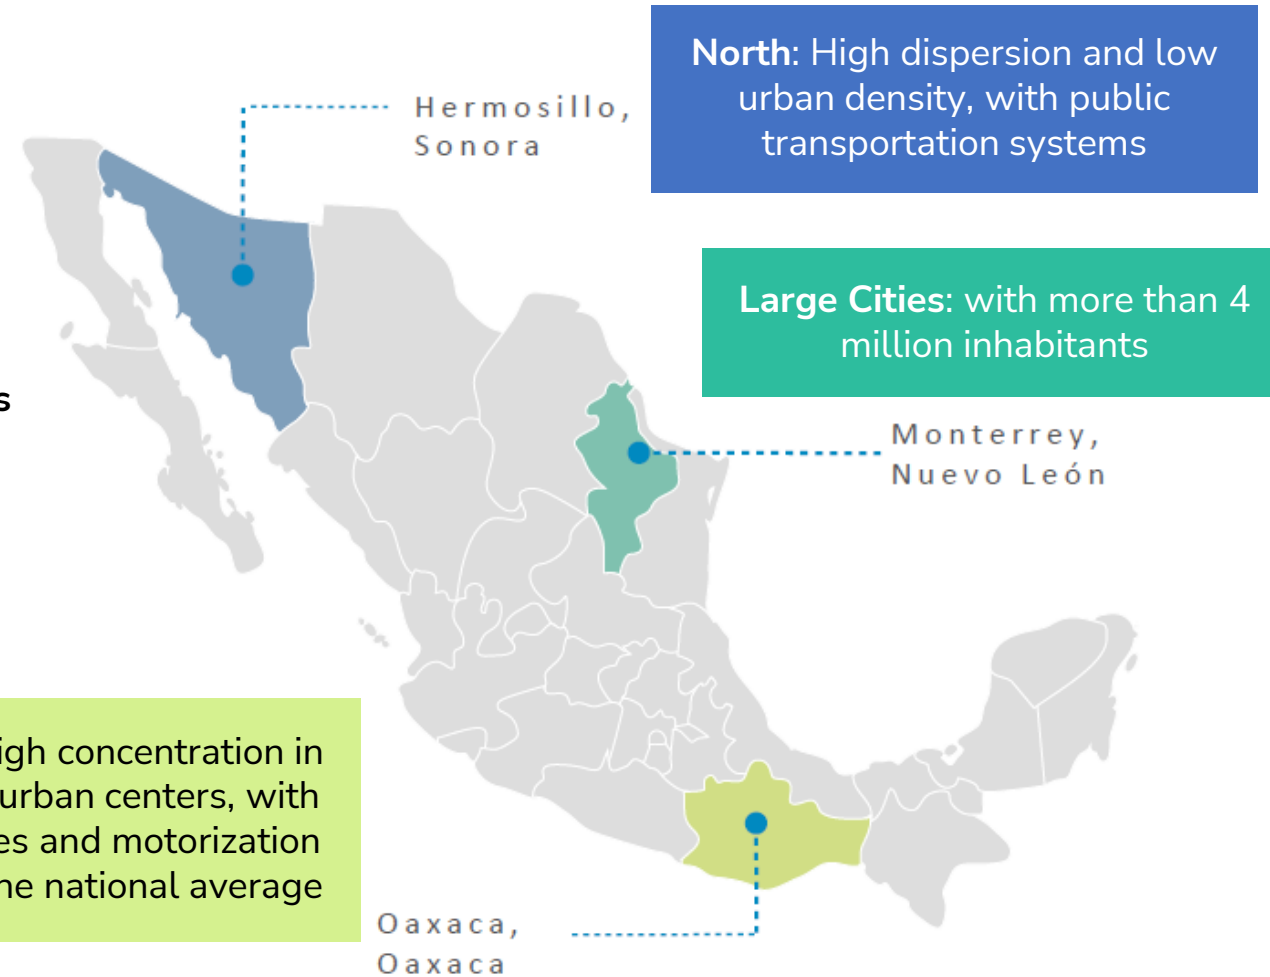 North: High dispersion and low
urban density, with public
transportation systems
Hermosillo,
Sonora
Large Cities: with more than 4
million inhabitants
s
Monterrey,
Nuevo León
igh concentration in
urban centers, with
es and motorization
he national average
Oaxaca,
Oaxaca